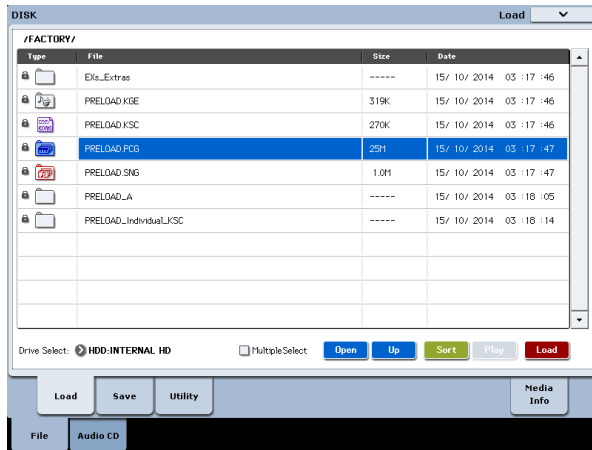 DISK Load
/FACTORY/
Type File Size Date
EXs_Extras ----- 15/ 10/ 2014 03 :17 :46
PRELOAD.KGE 319K 15/ 10/ 2014 03 :17 :46
PRELOAD.KSC 270K 15/ 10/ 2014 03 :17 :46
PRELOAD.PCG 25M 15/ 10/ 2014 03 :17 :47
PRELOAD.SNG 1.0M 15/ 10/ 2014 03 :17 :47
PRELOAD_A ----- 15/ 10/ 2014 03 :18 :05
PRELOAD_Individual_KSC ----- 15/ 10/ 2014 03 :18 :14
Drive Select: HDD:INTERNAL HD Multiple Select Open Up Sort Play Load
Load Save Utility Media Info
File Audio CD